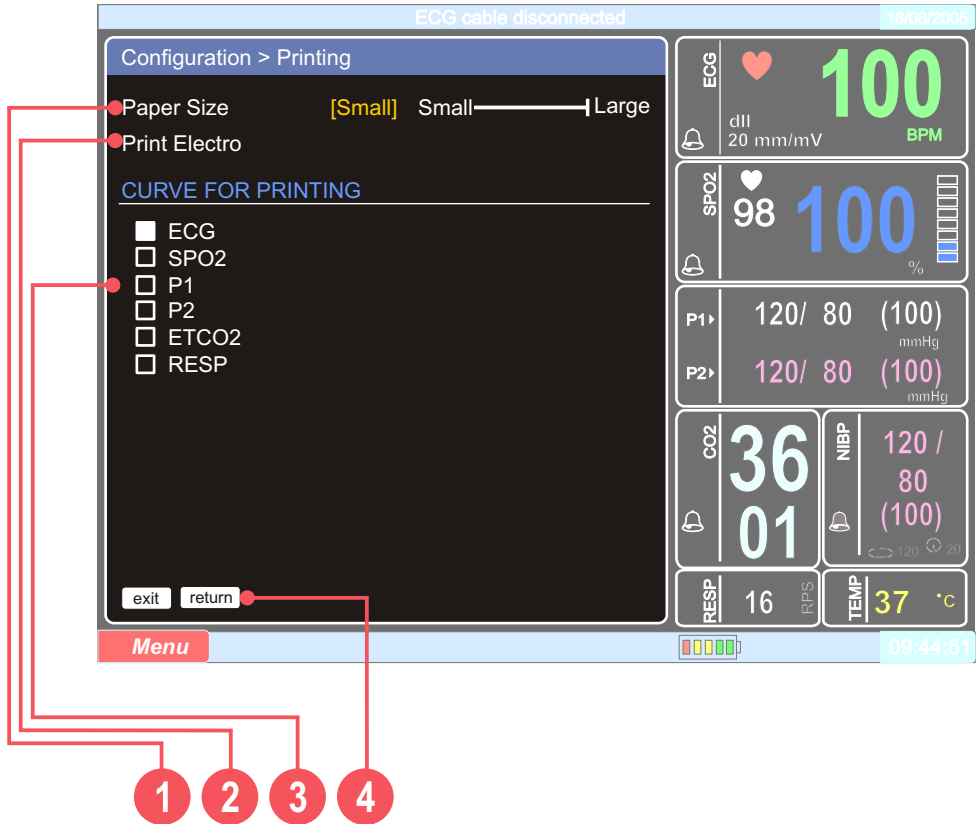 ECG cable disconnected
18/08/2005
Configuration > Printing
Paper Size [Small] Small Large
Print Electro
CURVE FOR PRINTING
ECG
SPO2
P1
P2
ETCO2
RESP
exit return
Menu
ECG
dII
20 mm/mV
100
BPM
SPO2
98
100
%
P1 120/ 80 (100)
mmHg
P2 120/ 80 (100)
mmHg
CO2
36
01
NIBP
120 /
80
(100)
120 20
RESP
16
RPS
TEMP
37 °C
09:44:51
1 2 3 4